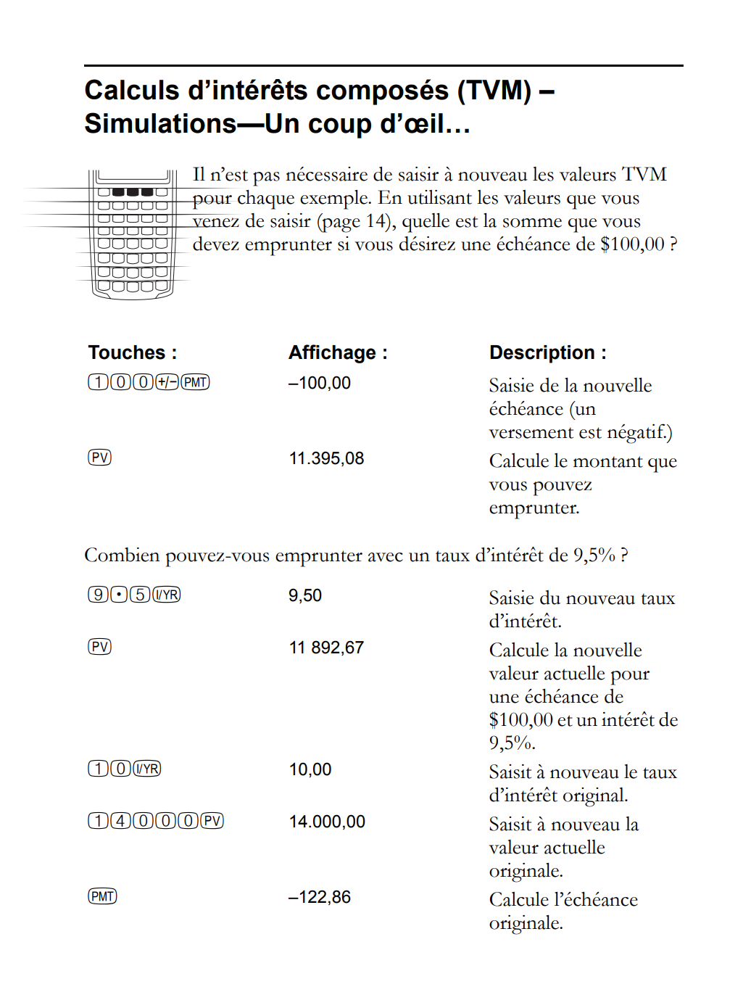 Calculs d’intérêts composés (TVM) –
Simulations—Un coup d’œil…
Il n’est pas nécessaire de saisir à nouveau les valeurs TVM
pour chaque exemple. En utilisant les valeurs que vous
venez de saisir (page 14), quelle est la somme que vous
devez emprunter si vous désirez une échéance de $100,00 ?
Touches : Affichage : Description :
1 0 0 +/- PMT –100,00 Saisie de la nouvelle
échéance (un
versement est négatif.)
PV 11.395,08 Calcule le montant que
vous pouvez
emprunter.
Combien pouvez-vous emprunter avec un taux d’intérêt de 9,5% ?
9 • 5 I/YR 9,50 Saisie du nouveau taux
d’intérêt.
PV 11 892,67 Calcule la nouvelle
valeur actuelle pour
une échéance de
$100,00 et un intérêt de
9,5%.
1 0 I/YR 10,00 Saisit à nouveau le taux
d’intérêt original.
1 4 0 0 0 PV 14.000,00 Saisit à nouveau la
valeur actuelle
originale.
PMT –122,86 Calcule l’échéance
originale.